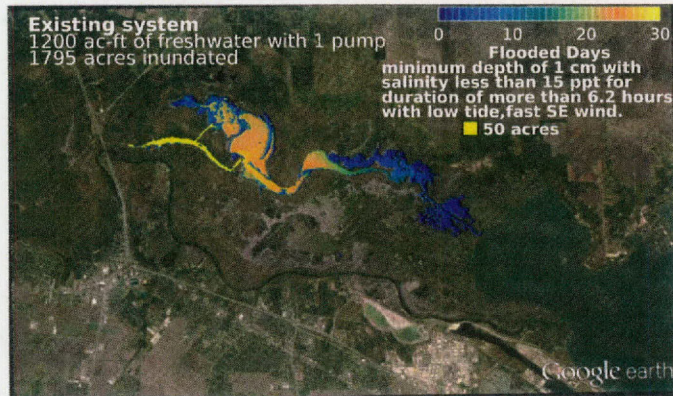 Existing system
1200 ac-ft of freshwater with 1 pump
1795 acres inundated
0 10 20 30
Flooded Days
minimum depth of 1 cm with
salinity less than 15 ppt for
duration of more than 6.2 hours
with low tide,fast SE wind.
50 acres
Google earth